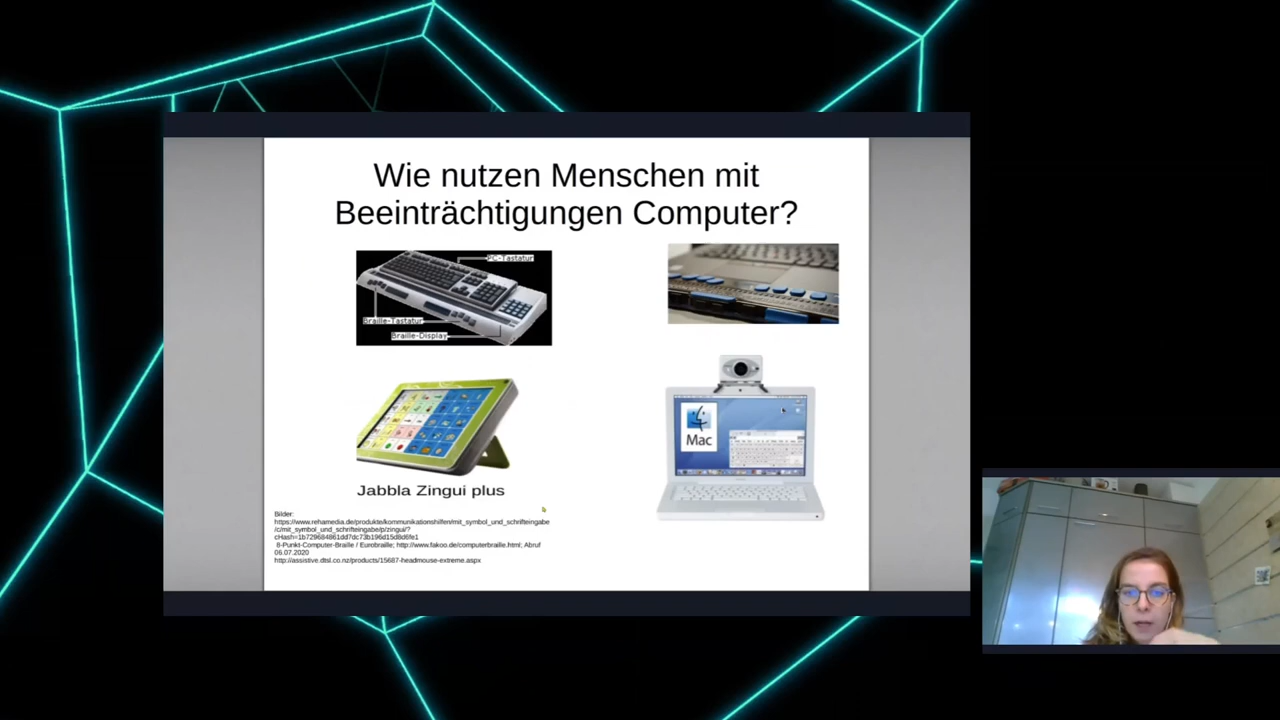 Wie nutzen Menschen mit
Beeinträchtigungen Computer?
PC-Tastatur
Braille-Tastatur
Braille-Display
Mac
Jabbla Zingui plus
Bilder:
https://www.rehamedia.de/produkte/kommunikationshilfen/mit_symbol_und_schrifteingabe
/c/mit_symbol_und_schrifteingabe/p/zingui/?
cHash=1b729684861dd7dc73b196d15d8d6fe1
8-Punkt-Computer-Braille / Eurobraille; http://www.fakoo.de/computerbraille.html; Abruf
06.07.2020
http://assistive.dtsl.co.nz/products/15687-headmouse-extreme.aspx